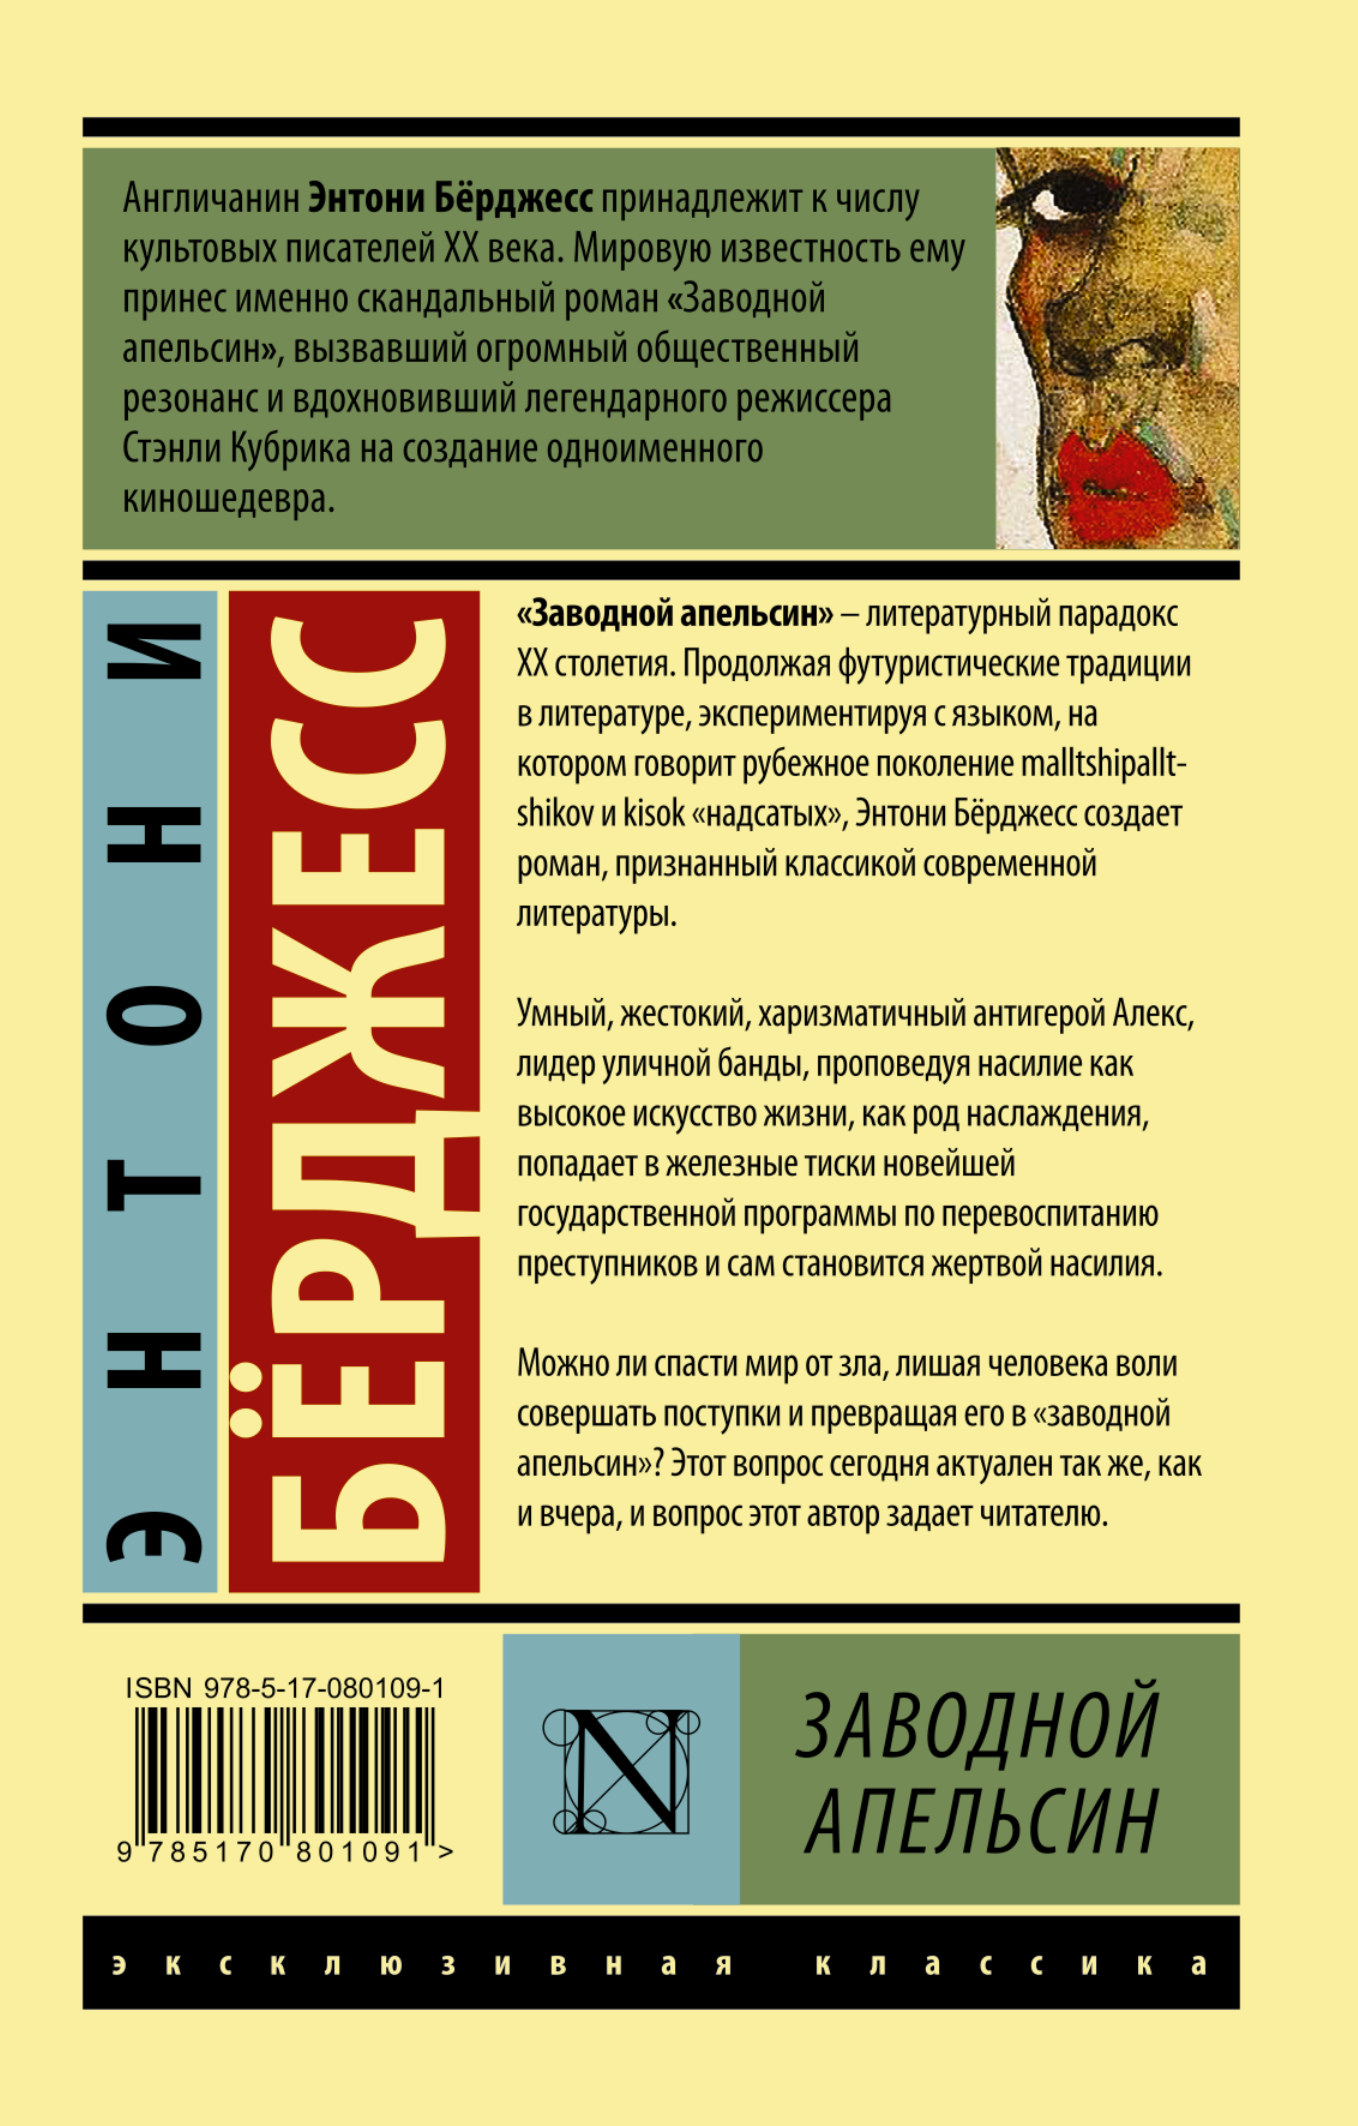 Англичанин Энтони Бёрджесс принадлежит к числу
культовых писателей XX века. Мировую известность ему
принес именно скандальный роман «Заводной
апельсин», вызвавший огромный общественный
резонанс и вдохновивший легендарного режиссера
Стэнли Кубрика на создание одноименного
киношедевра.
ЭНТОНИ
БЁРДЖЕСС
«Заводной апельсин» – литературный парадокс
XX столетия. Продолжая футуристические традиции
в литературе, экспериментируя с языком, на
котором говорит рубежное поколение malltshipallt-
shikov и kisok «надсатых», Энтони Бёрджесс создает
роман, признанный классикой современной
литературы.
Умный, жестокий, харизматичный антигерой Алекс,
лидер уличной банды, проповедуя насилие как
высокое искусство жизни, как род наслаждения,
попадает в железные тиски новейшей
государственной программы по перевоспитанию
преступников и сам становится жертвой насилия.
Можно ли спасти мир от зла, лишая человека воли
совершать поступки и превращая его в «заводной
апельсин»? Этот вопрос сегодня актуален так же, как
и вчера, и вопрос этот автор задает читателю.
ISBN 978-5-17-080109-1
9 785170 801091 >
N
ЗАВОДНОЙ
АПЕЛЬСИН
эксклюзивная классика